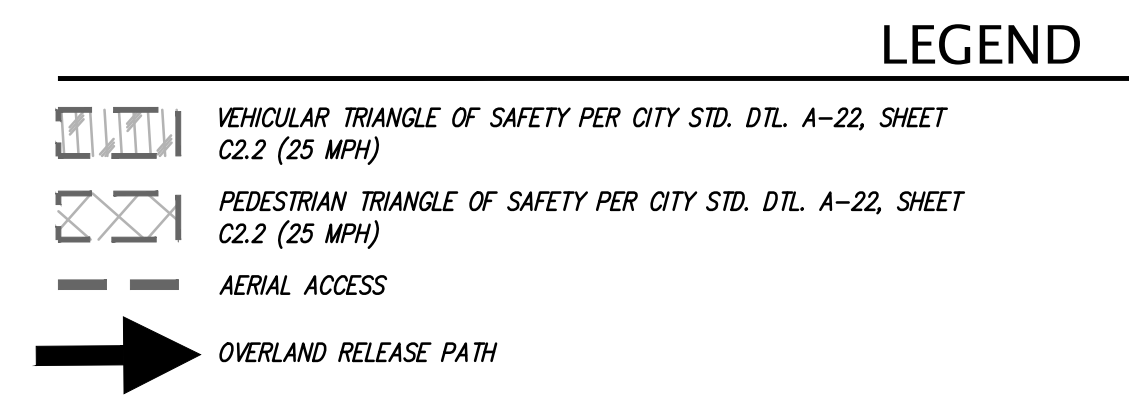 LEGEND
VEHICULAR TRIANGLE OF SAFETY PER CITY STD. DTL. A-22, SHEET
C2.2 (25 MPH)
PEDESTRIAN TRIANGLE OF SAFETY PER CITY STD. DTL. A-22, SHEET
C2.2 (25 MPH)
AERIAL ACCESS
OVERLAND RELEASE PATH